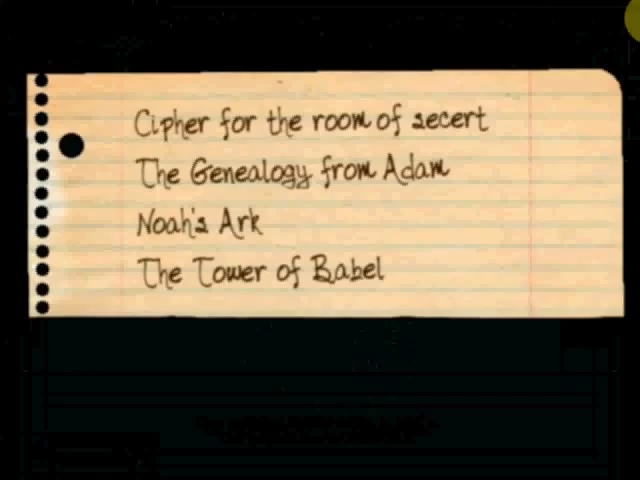 Cipher for the room of secert
The Genealogy from Adam
Noah's Ark
The Tower of Babel